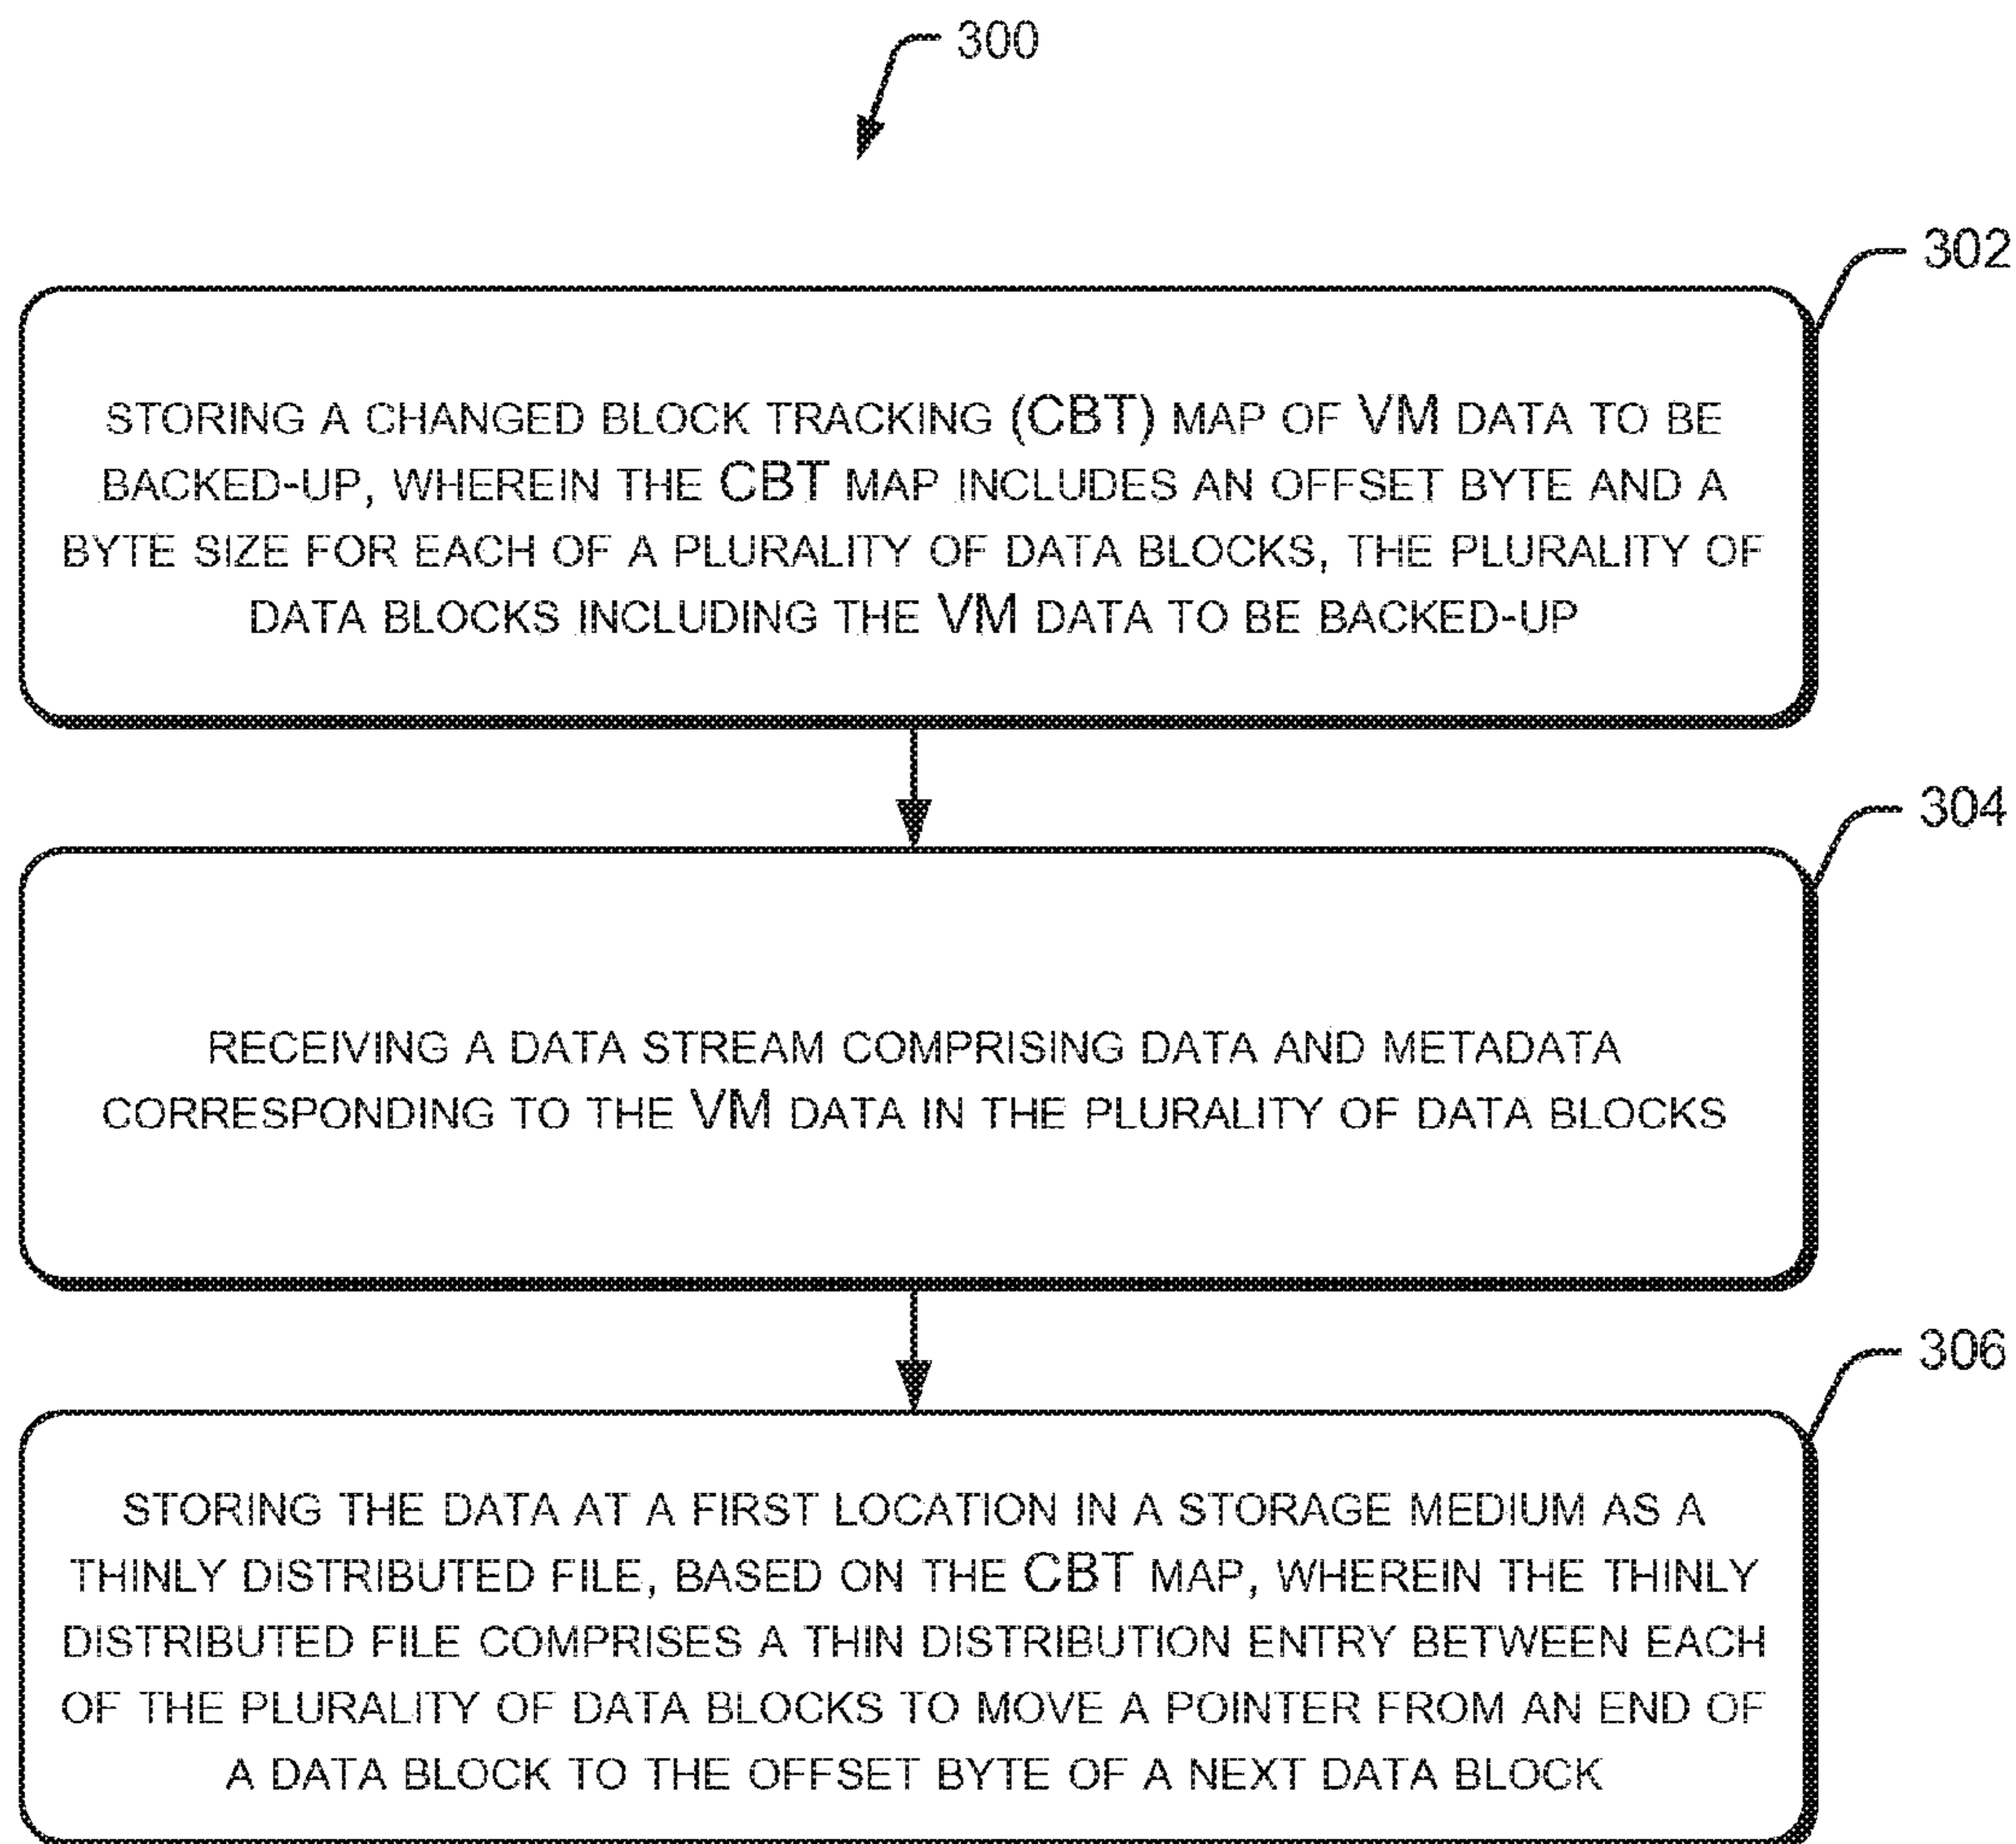 300
302
STORING A CHANGED BLOCK TRACKING (CBT) MAP OF VM DATA TO BE
BACKED-UP, WHEREIN THE CBT MAP INCLUDES AN OFFSET BYTE AND A
BYTE SIZE FOR EACH OF A PLURALITY OF DATA BLOCKS, THE PLURALITY OF
DATA BLOCKS INCLUDING THE VM DATA TO BE BACKED-UP
304
RECEIVING A DATA STREAM COMPRISING DATA AND METADATA
CORRESPONDING TO THE VM DATA IN THE PLURALITY OF DATA BLOCKS
306
STORING THE DATA AT A FIRST LOCATION IN A STORAGE MEDIUM AS A
THINLY DISTRIBUTED FILE, BASED ON THE CBT MAP, WHEREIN THE THINLY
DISTRIBUTED FILE COMPRISES A THIN DISTRIBUTION ENTRY BETWEEN EACH
OF THE PLURALITY OF DATA BLOCKS TO MOVE A POINTER FROM AN END OF
A DATA BLOCK TO THE OFFSET BYTE OF A NEXT DATA BLOCK